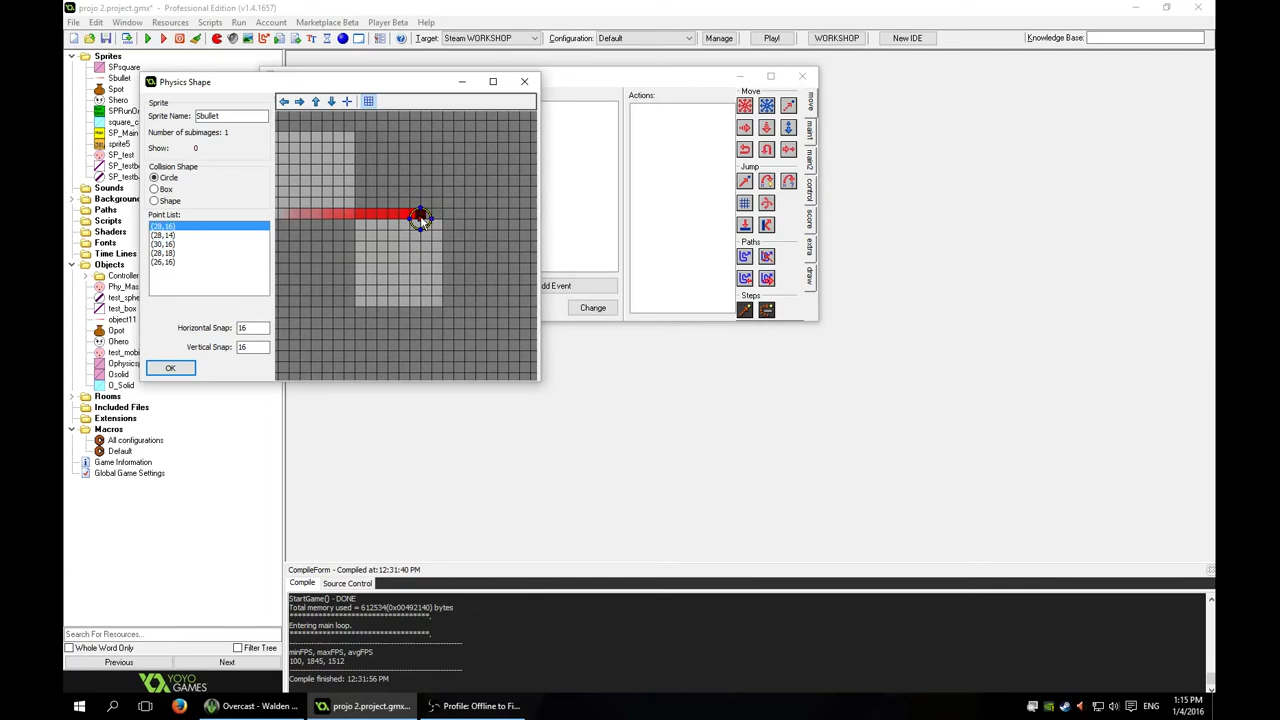 projo 2.project.gmx* - Professional Edition (v1.4.1657)
File Edit Window Resources Scripts Run Account Marketplace Beta Player Beta Help
Target: Steam WORKSHOP Configuration: Default Manage Play! WORKSHOP New IDE Knowledge Base:
Sprites
SPsquare
Sbullet
Spot
Shero
SPRunOn
square_c
SP_Main
sprite5
SP_test
SP_testb
SP_testb
Sounds
Background
Paths
Scripts
Shaders
Fonts
Time Lines
Objects
Controller
Phy_Mas
test_sphe
test_box
object11
Opot
Ohero
test_mobi
Ophysicsp
Osolid
O_Solid
Rooms
Included Files
Extensions
Macros
All configurations
Default
Game Information
Global Game Settings
Search For Resources...
Whole Word Only Filter Tree
Previous Next
YOYO
GAMES
Physics Shape
Sprite
Sprite Name: Sbullet
Number of subimages: 1
Show: 0
Collision Shape
Circle
Box
Shape
Point List:
(28,16)
(28,14)
(30,16)
(28,18)
(26,16)
Horizontal Snap: 16
Vertical Snap: 16
OK
dd Event
Change
Actions:
Move
Jump
Paths
Steps
move
main1
main2
control
score
extra
draw
CompileForm - Compiled at:12:31:40 PM
Compile Source Control
StartGame() - DONE
Total memory used = 612534(0x00492140) bytes
**********************************.
Entering main loop.
**********************************.
minFPS, maxFPS, avgFPS
100, 1845, 1512
Compile finished: 12:31:56 PM
Overcast - Walden ...
projo 2.project.gmx...
Profile: Offline to Fi...
ENG
1:15 PM
1/4/2016